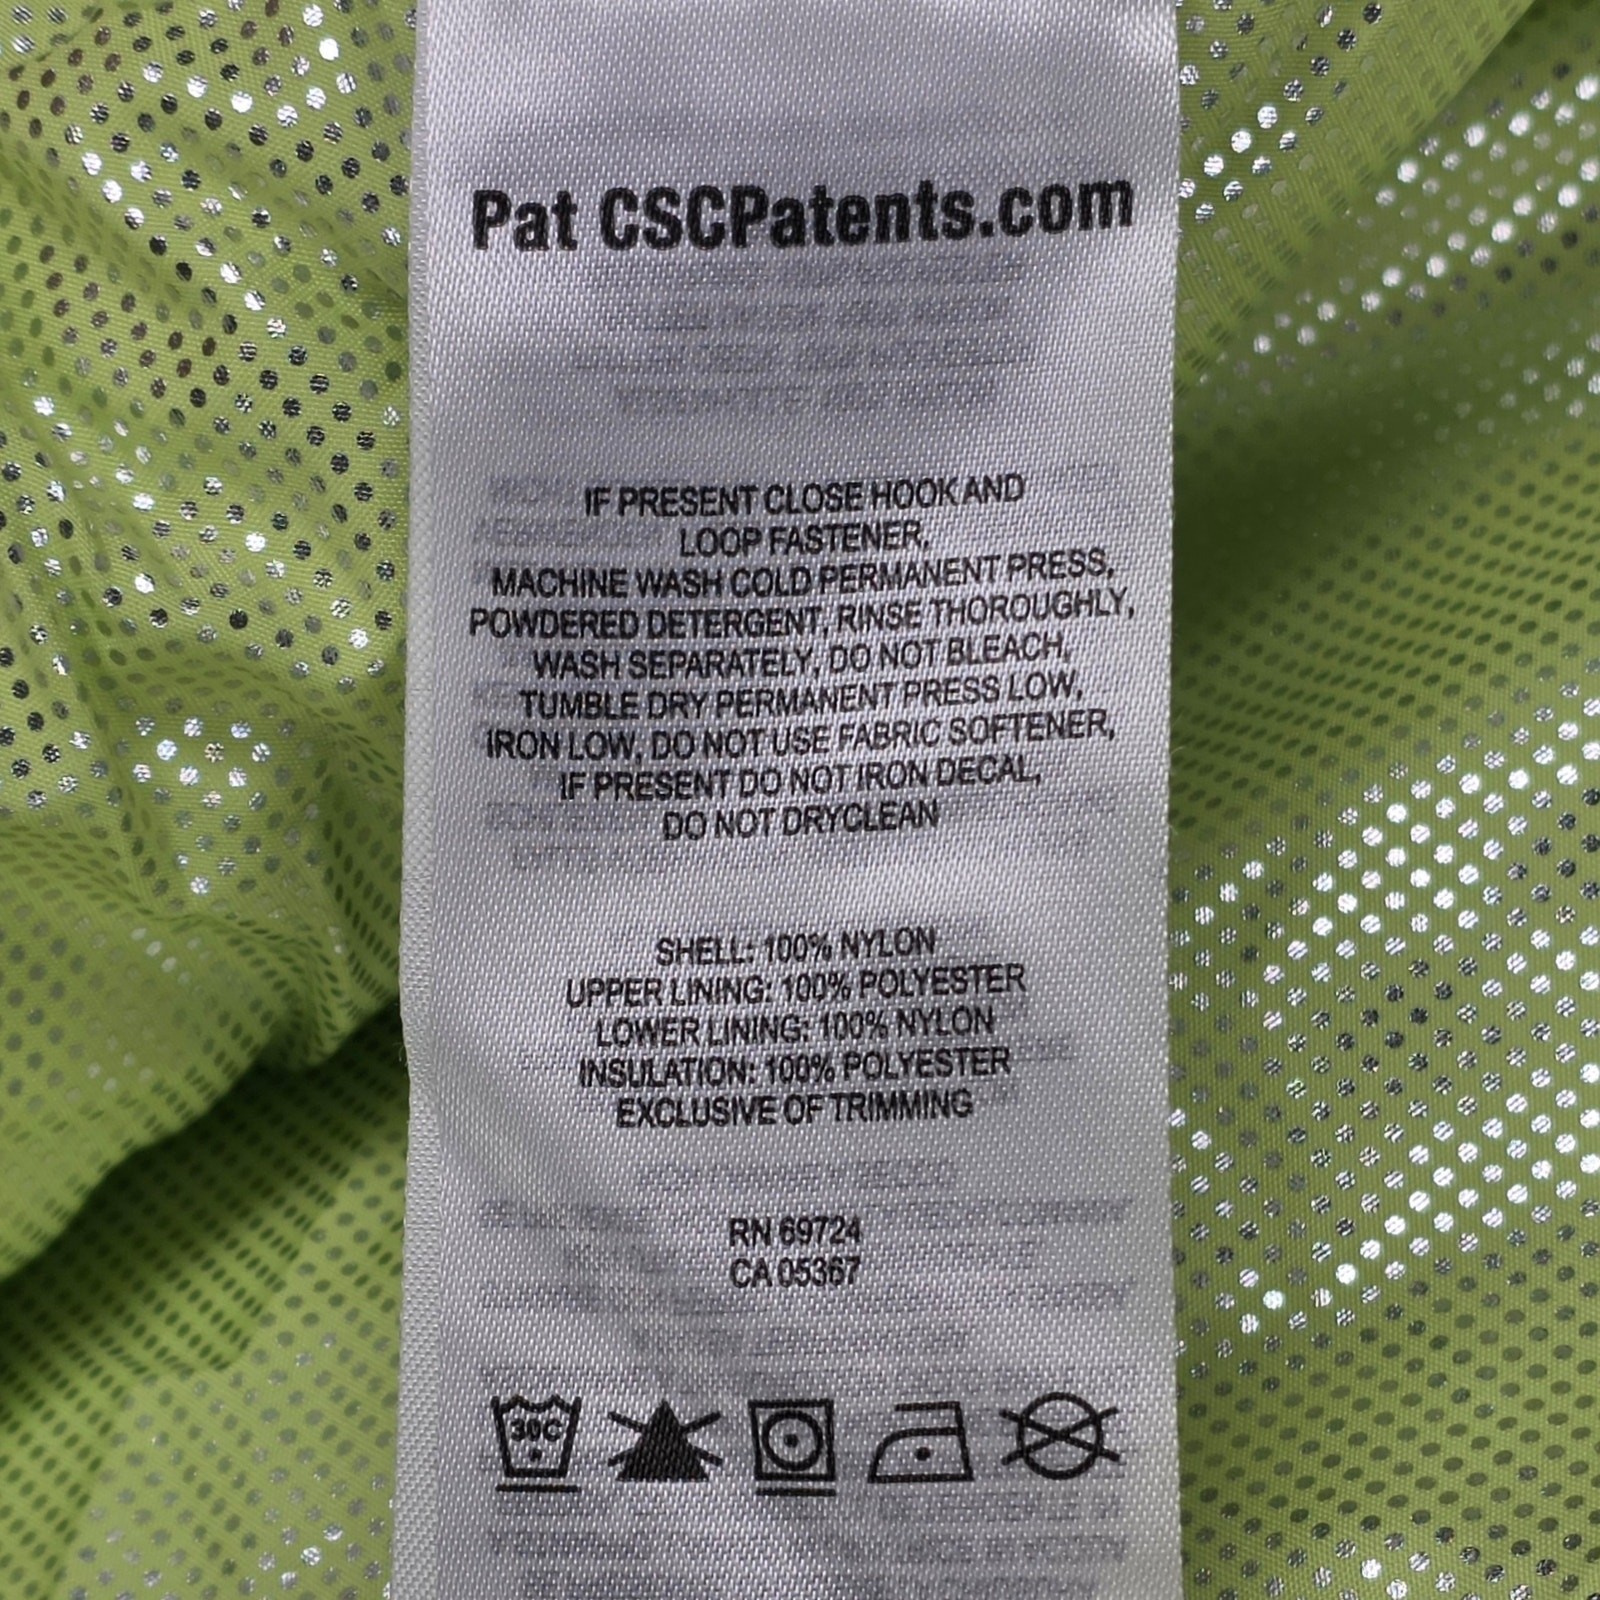 Pat CSCPatents.com
IF PRESENT CLOSE HOOK AND
LOOP FASTENER,
MACHINE WASH COLD PERMANENT PRESS,
POWDERED DETERGENT, RINSE THOROUGHLY,
WASH SEPARATELY, DO NOT BLEACH,
TUMBLE DRY PERMANENT PRESS LOW,
IRON LOW, DO NOT USE FABRIC SOFTENER,
IF PRESENT DO NOT IRON DECAL,
DO NOT DRYCLEAN
SHELL: 100% NYLON
UPPER LINING: 100% POLYESTER
LOWER LINING: 100% NYLON
INSULATION: 100% POLYESTER
EXCLUSIVE OF TRIMMING
RN 69724
CA 05367
30C